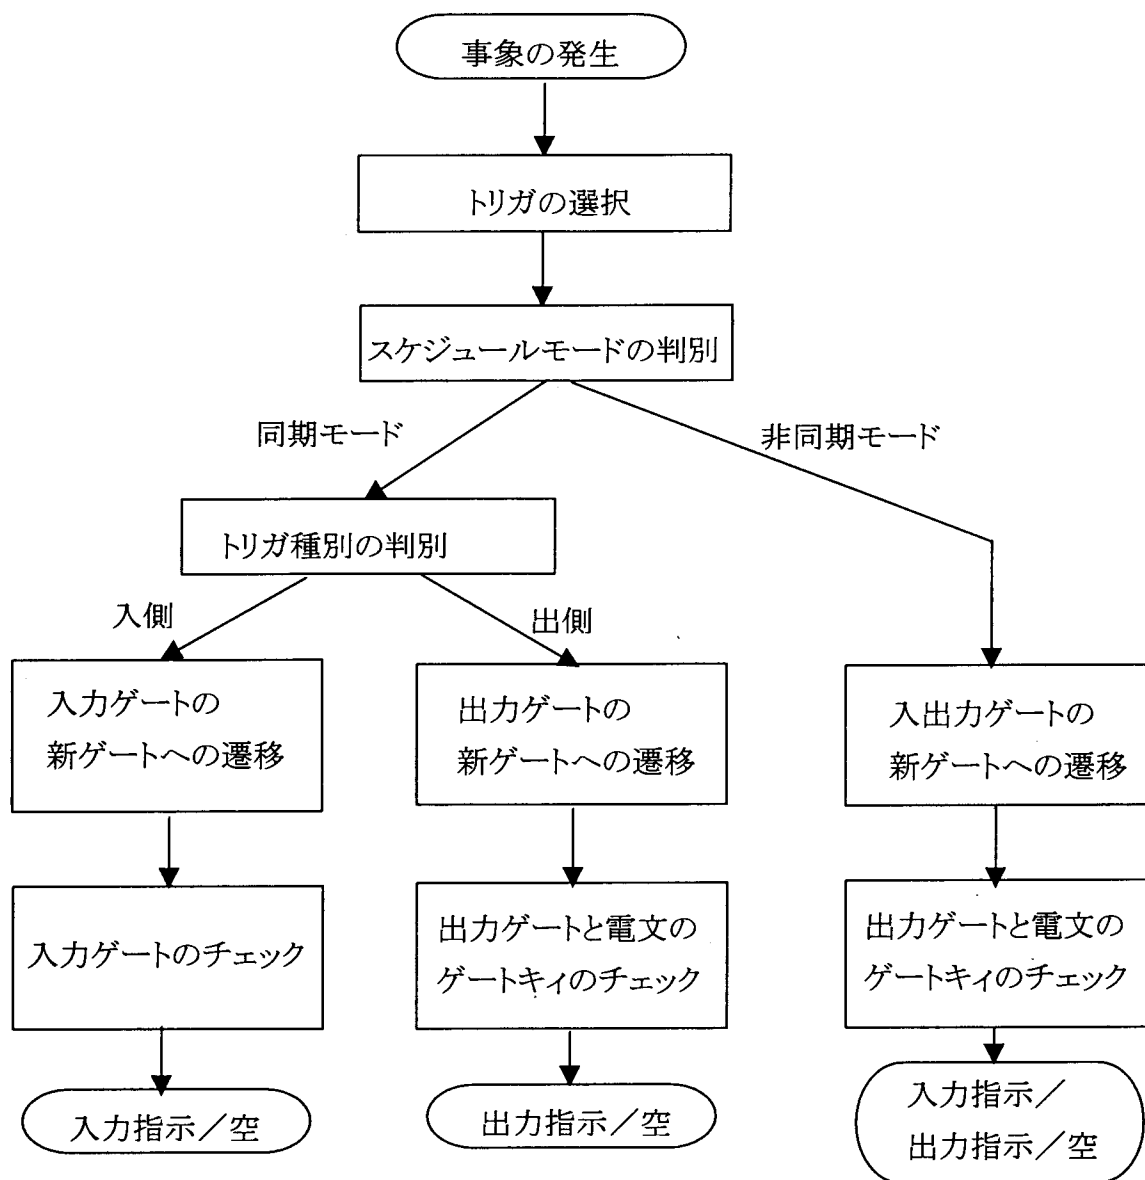 事象の発生
トリガの選択
スケジュールモードの判別
同期モード
非同期モード
トリガ種別の判別
入側
出側
入力ゲートの
新ゲートへの遷移
出力ゲートの
新ゲートへの遷移
入出力ゲートの
新ゲートへの遷移
入力ゲートのチェック
出力ゲートと電文の
ゲートキィのチェック
出力ゲートと電文の
ゲートキィのチェック
入力指示／空
出力指示／空
入力指示／
出力指示／空